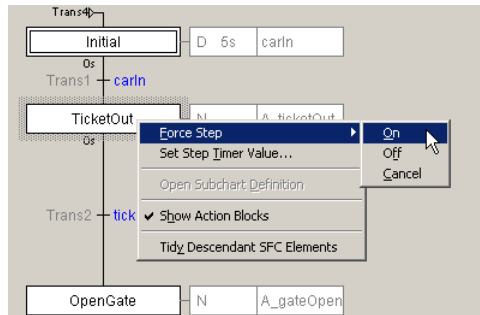 Trans4
Initial D 5s carIn
0s
Trans1 carIn
TicketOut N A_ticketOut
0s
Force Step On
Set Step Timer Value... Off
Cancel
Open Subchart Definition
Trans2 tick Show Action Blocks
Tidy Descendant SFC Elements
OpenGate N A_gateOpen